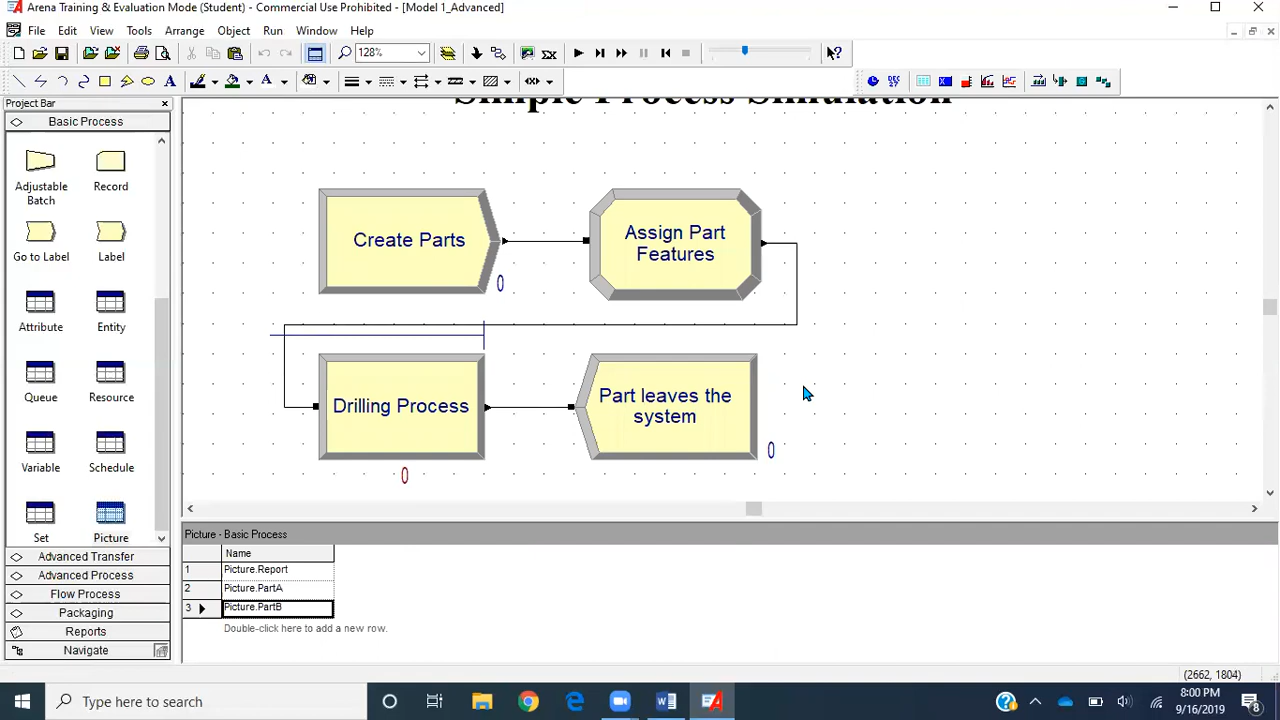 Arena Training & Evaluation Mode (Student) - Commercial Use Prohibited - [Model 1_Advanced]
File Edit View Tools Arrange Object Run Window Help
128%
Project Bar
Basic Process
Adjustable Batch
Record
Go to Label
Label
Attribute
Entity
Queue
Resource
Variable
Schedule
Set
Picture
Advanced Transfer
Advanced Process
Flow Process
Packaging
Reports
Navigate
Simple Process Simulation
Create Parts
0
Assign Part
Features
Drilling Process
0
Part leaves the
system
0
Picture - Basic Process
Name
1 Picture.Report
2 Picture.PartA
3 Picture.PartB
Double-click here to add a new row.
(2662, 1804)
Type here to search
8:00 PM
9/16/2019
8